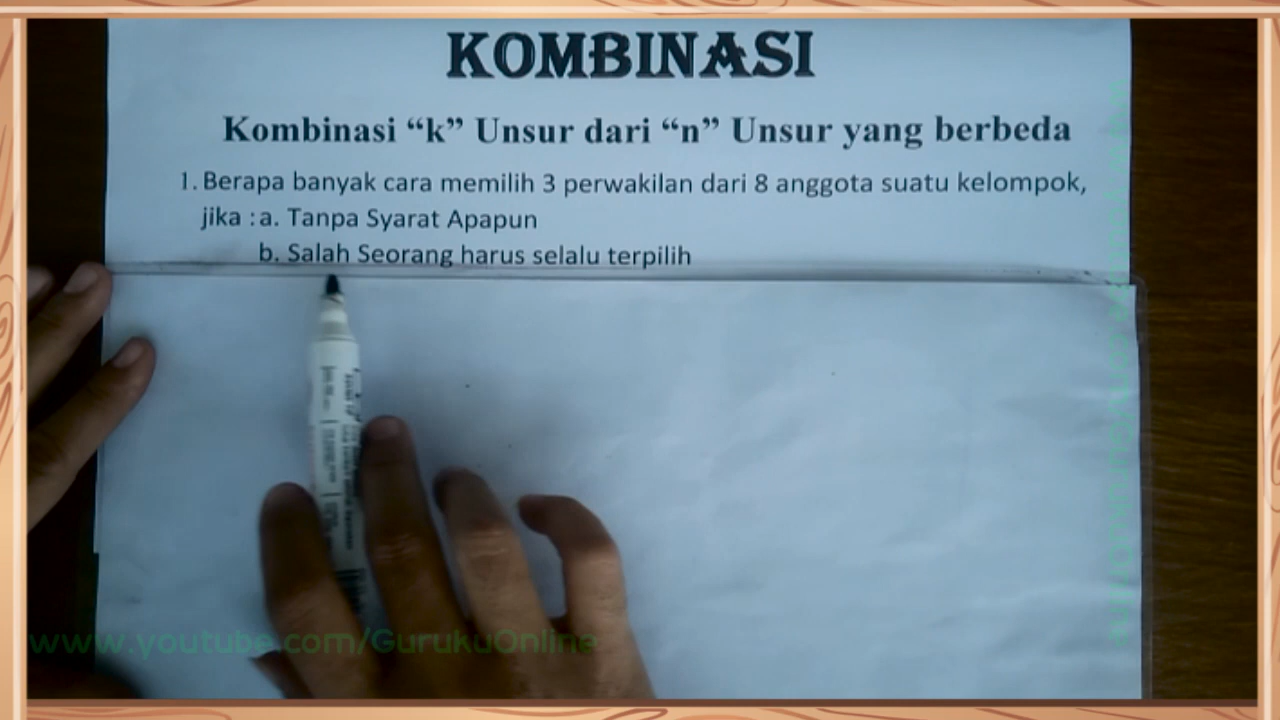 KOMBINASI
Kombinasi “k” Unsur dari “n” Unsur yang berbeda
1. Berapa banyak cara memilih 3 perwakilan dari 8 anggota suatu kelompok,
jika : a. Tanpa Syarat Apapun
b. Salah Seorang harus selalu terpilih
www.youtube.com/GurukuOnline